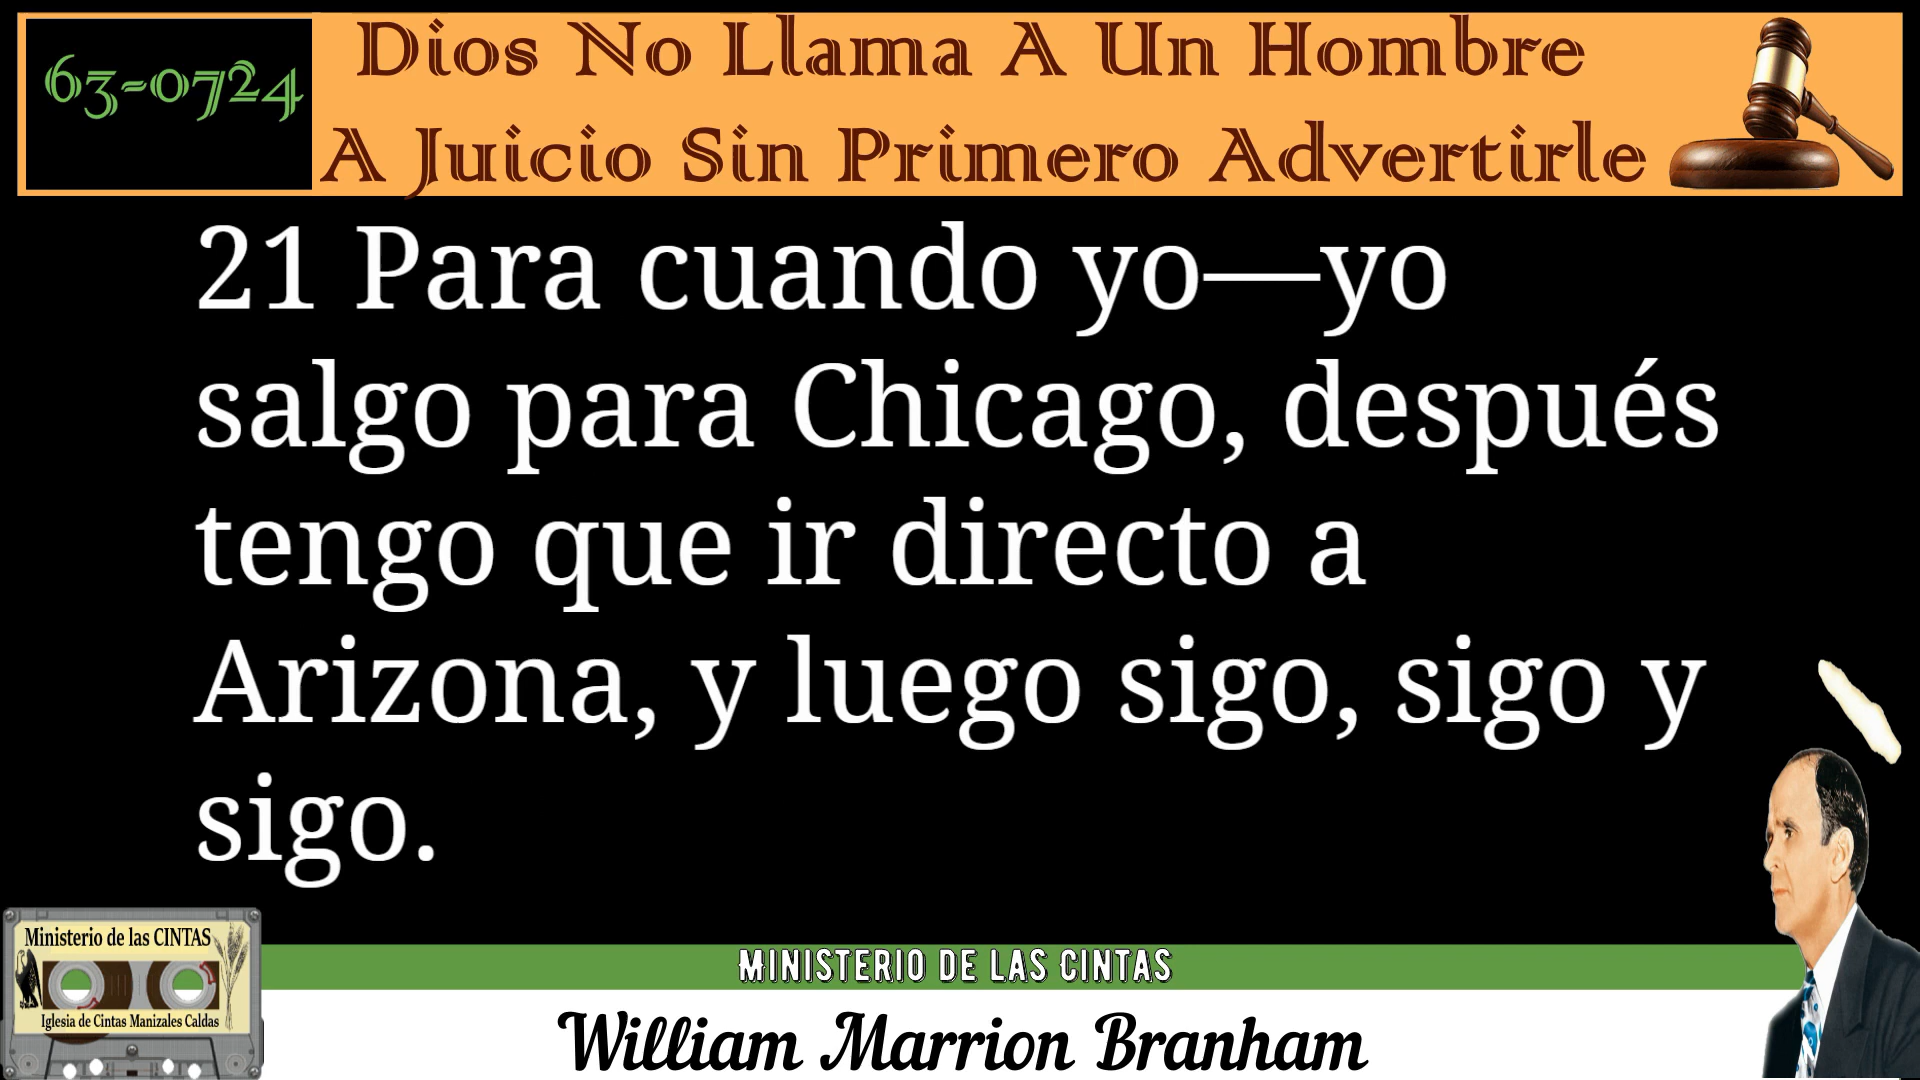 63-0724
Dios No Llama A Un Hombre
A Juicio Sin Primero Advertirle
21 Para cuando yo—yo
salgo para Chicago, después
tengo que ir directo a
Arizona, y luego sigo, sigo y
sigo.
Ministerio de las CINTAS
Iglesia de Cintas Manizales Caldas
MINISTERIO DE LAS CINTAS
William Marrion Branham